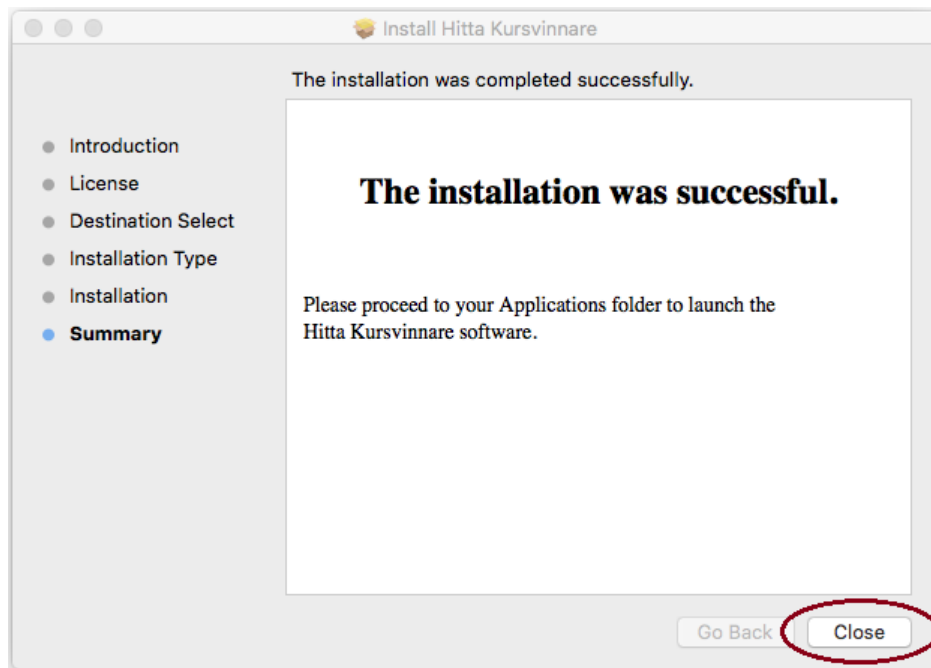 Install Hitta Kursvinnare
The installation was completed successfully.
Introduction
License
Destination Select
Installation Type
Installation
Summary
The installation was successful.
Please proceed to your Applications folder to launch the
Hitta Kursvinnare software.
Go Back
Close